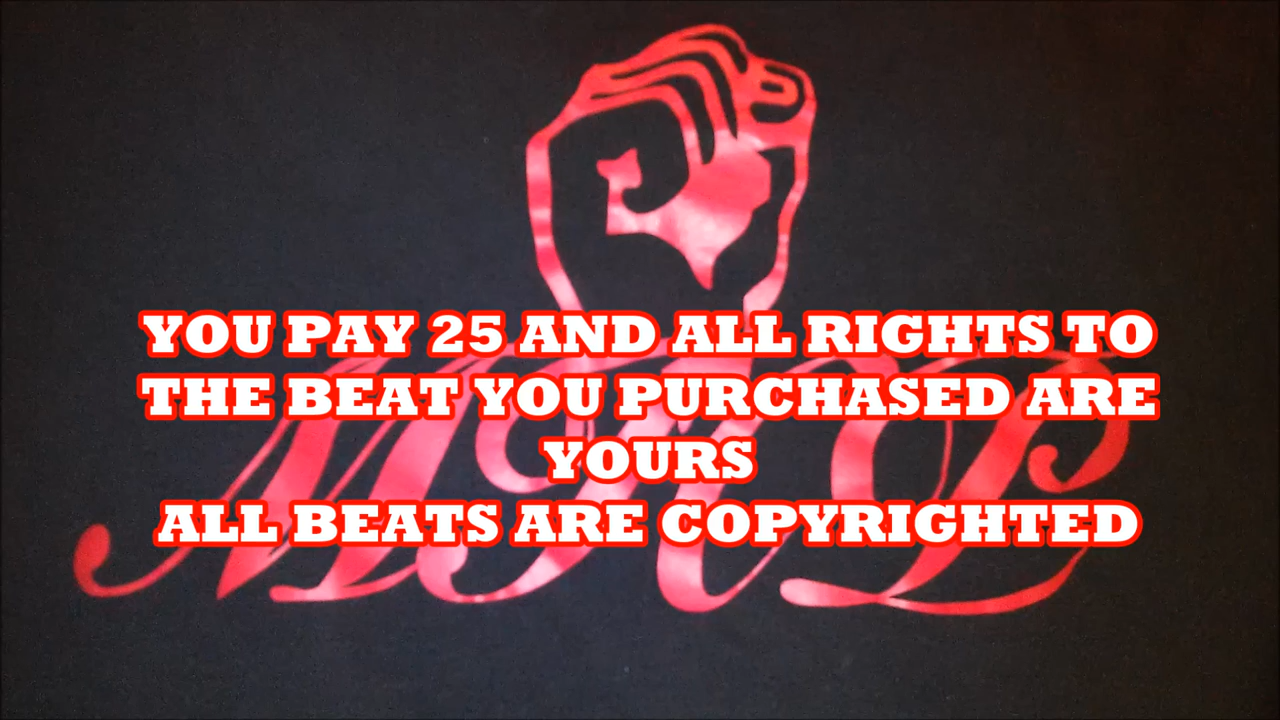 YOU PAY 25 AND ALL RIGHTS TO
THE BEAT YOU PURCHASED ARE
YOURS
ALL BEATS ARE COPYRIGHTED